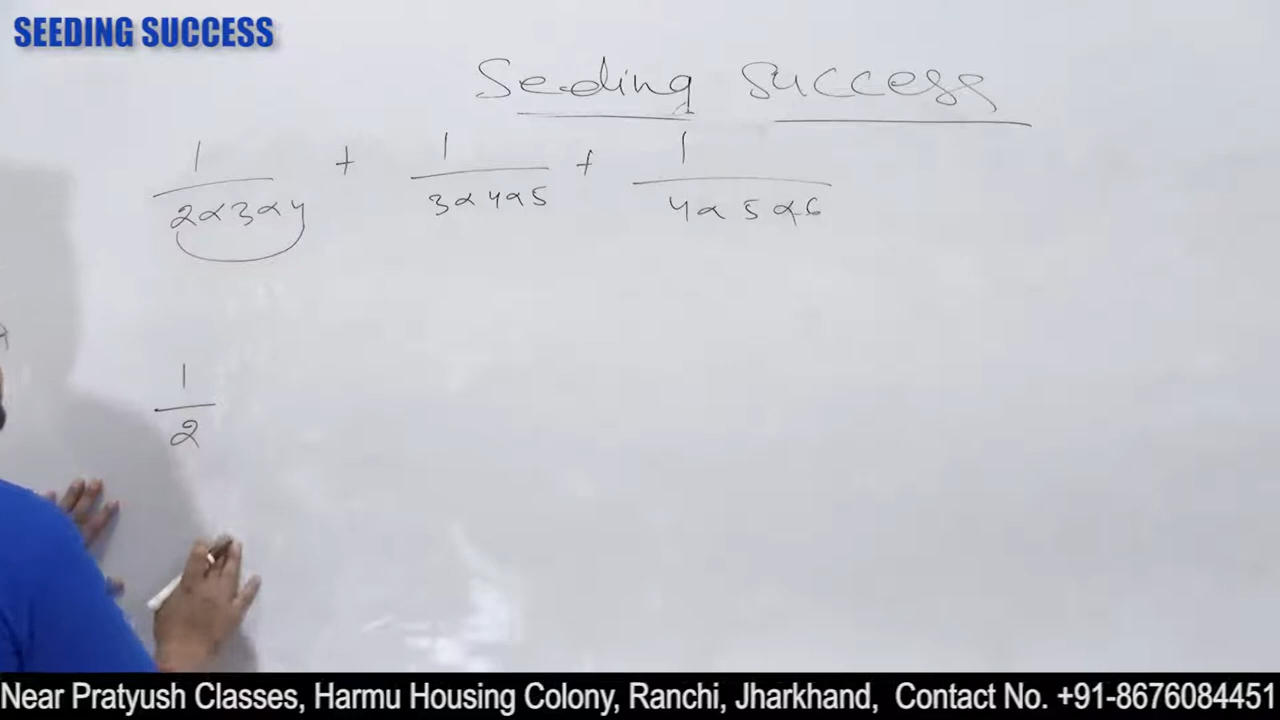 SEEDING SUCCESS
Seeding Success
1/(2×3×4) + 1/(3×4×5) + 1/(4×5×6)
1/2
Near Pratyush Classes, Harmu Housing Colony, Ranchi, Jharkhand, Contact No. +91-8676084451